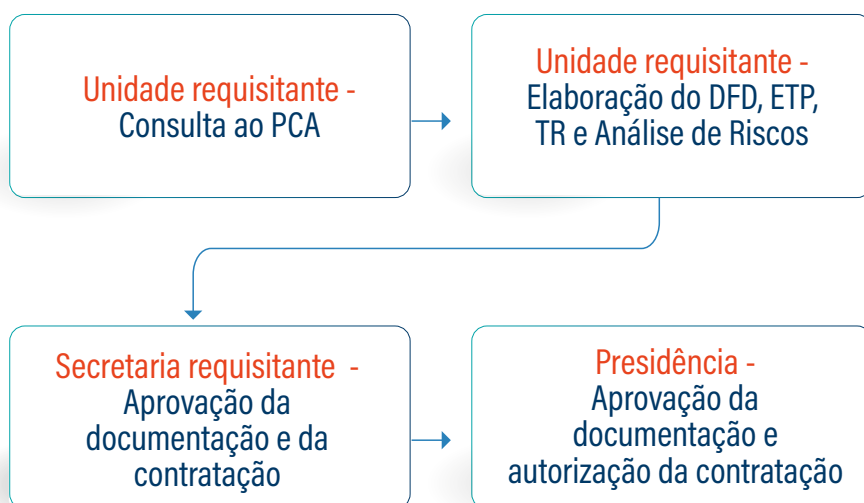 Unidade requisitante -
Consulta ao PCA
Unidade requisitante -
Elaboração do DFD, ETP,
TR e Análise de Riscos
Secretaria requisitante -
Aprovação da
documentação e da
contratação
Presidência -
Aprovação da
documentação e
autorização da contratação